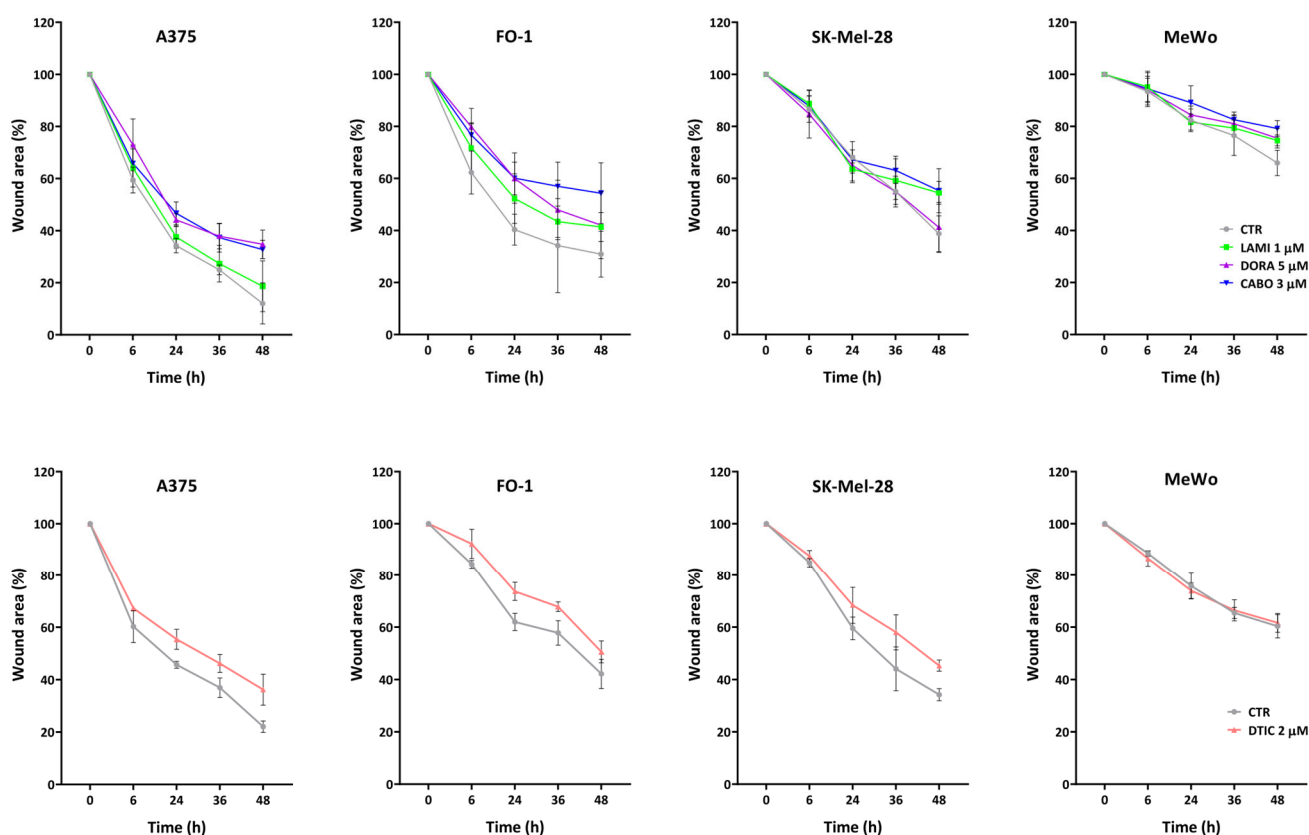 A375
Wound area (%)
120
100
80
60
40
20
0
0 6 24 36 48
Time (h)
FO-1
Wound area (%)
120
100
80
60
40
20
0
0 6 24 36 48
Time (h)
SK-Mel-28
Wound area (%)
120
100
80
60
40
20
0
0 6 24 36 48
Time (h)
MeWo
Wound area (%)
120
100
80
60
40
20
0
CTR
LAMI 1 μM
DORA 5 μM
CABO 3 μM
0 6 24 36 48
Time (h)
A375
Wound area (%)
120
100
80
60
40
20
0
0 6 24 36 48
Time (h)
FO-1
Wound area (%)
120
100
80
60
40
20
0
0 6 24 36 48
Time (h)
SK-Mel-28
Wound area (%)
120
100
80
60
40
20
0
0 6 24 36 48
Time (h)
MeWo
Wound area (%)
120
100
80
60
40
20
0
CTR
DTIC 2 μM
0 6 24 36 48
Time (h)